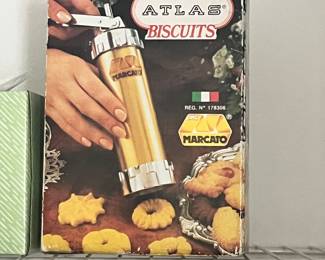 ATLAS®
BISCUITS
MARCATO
REG. N° 178306
MARCATO®